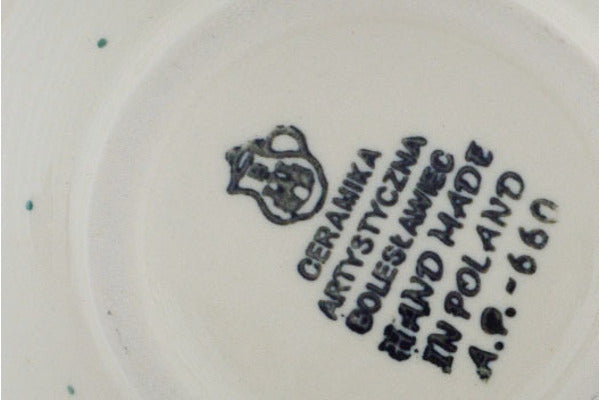 CERAMIKA
ARTYSTYCZNA
BOLESŁAWIEC
HAND MADE
IN POLAND
A.P.-660